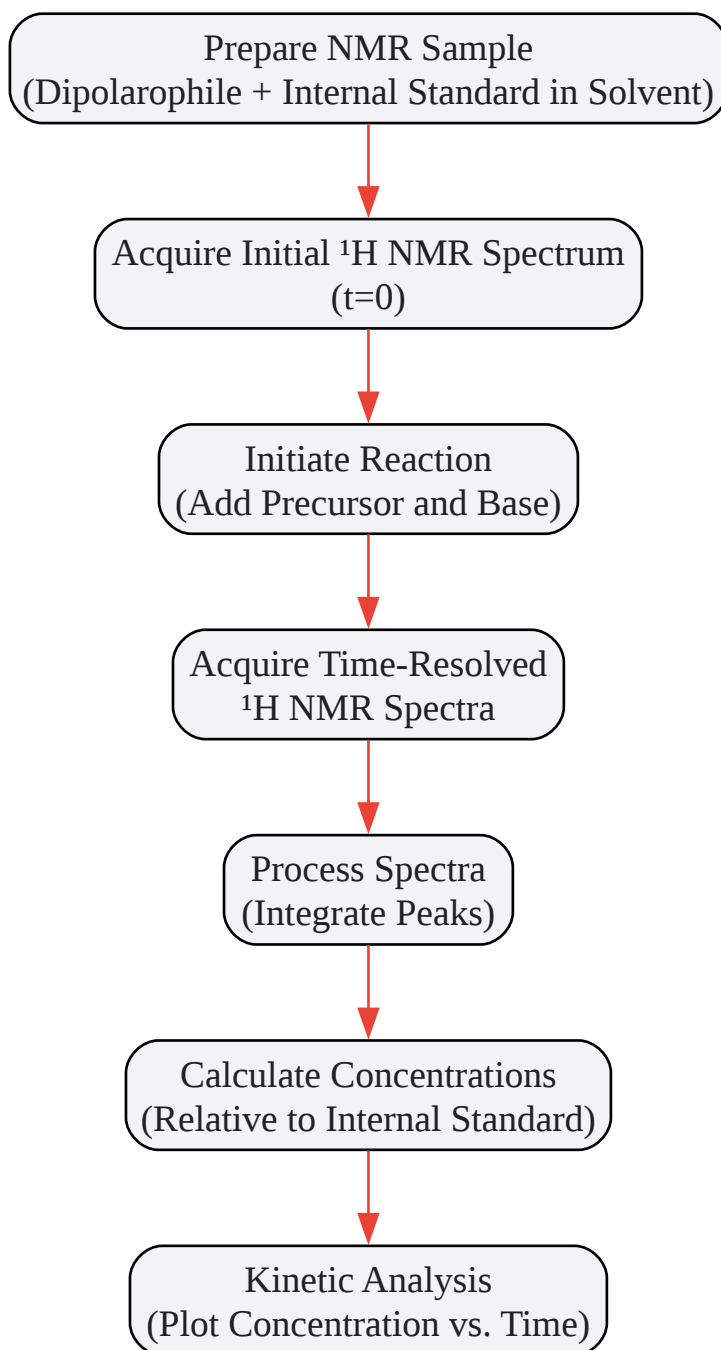 Prepare NMR Sample
(Dipolarophile + Internal Standard in Solvent)
Acquire Initial ¹H NMR Spectrum
(t=0)
Initiate Reaction
(Add Precursor and Base)
Acquire Time-Resolved
¹H NMR Spectra
Process Spectra
(Integrate Peaks)
Calculate Concentrations
(Relative to Internal Standard)
Kinetic Analysis
(Plot Concentration vs. Time)